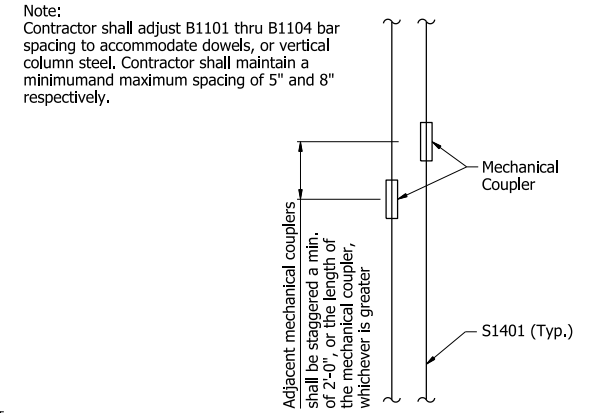 Note:
Contractor shall adjust B1101 thru B1104 bar
spacing to accommodate dowels, or vertical
column steel. Contractor shall maintain a
minimumand maximum spacing of 5" and 8"
respectively.
Mechanical
Coupler
Adjacent mechanical couplers
shall be staggered a min.
of 2'-0", or the length of
the mechanical coupler,
whichever is greater
S1401 (Typ.)